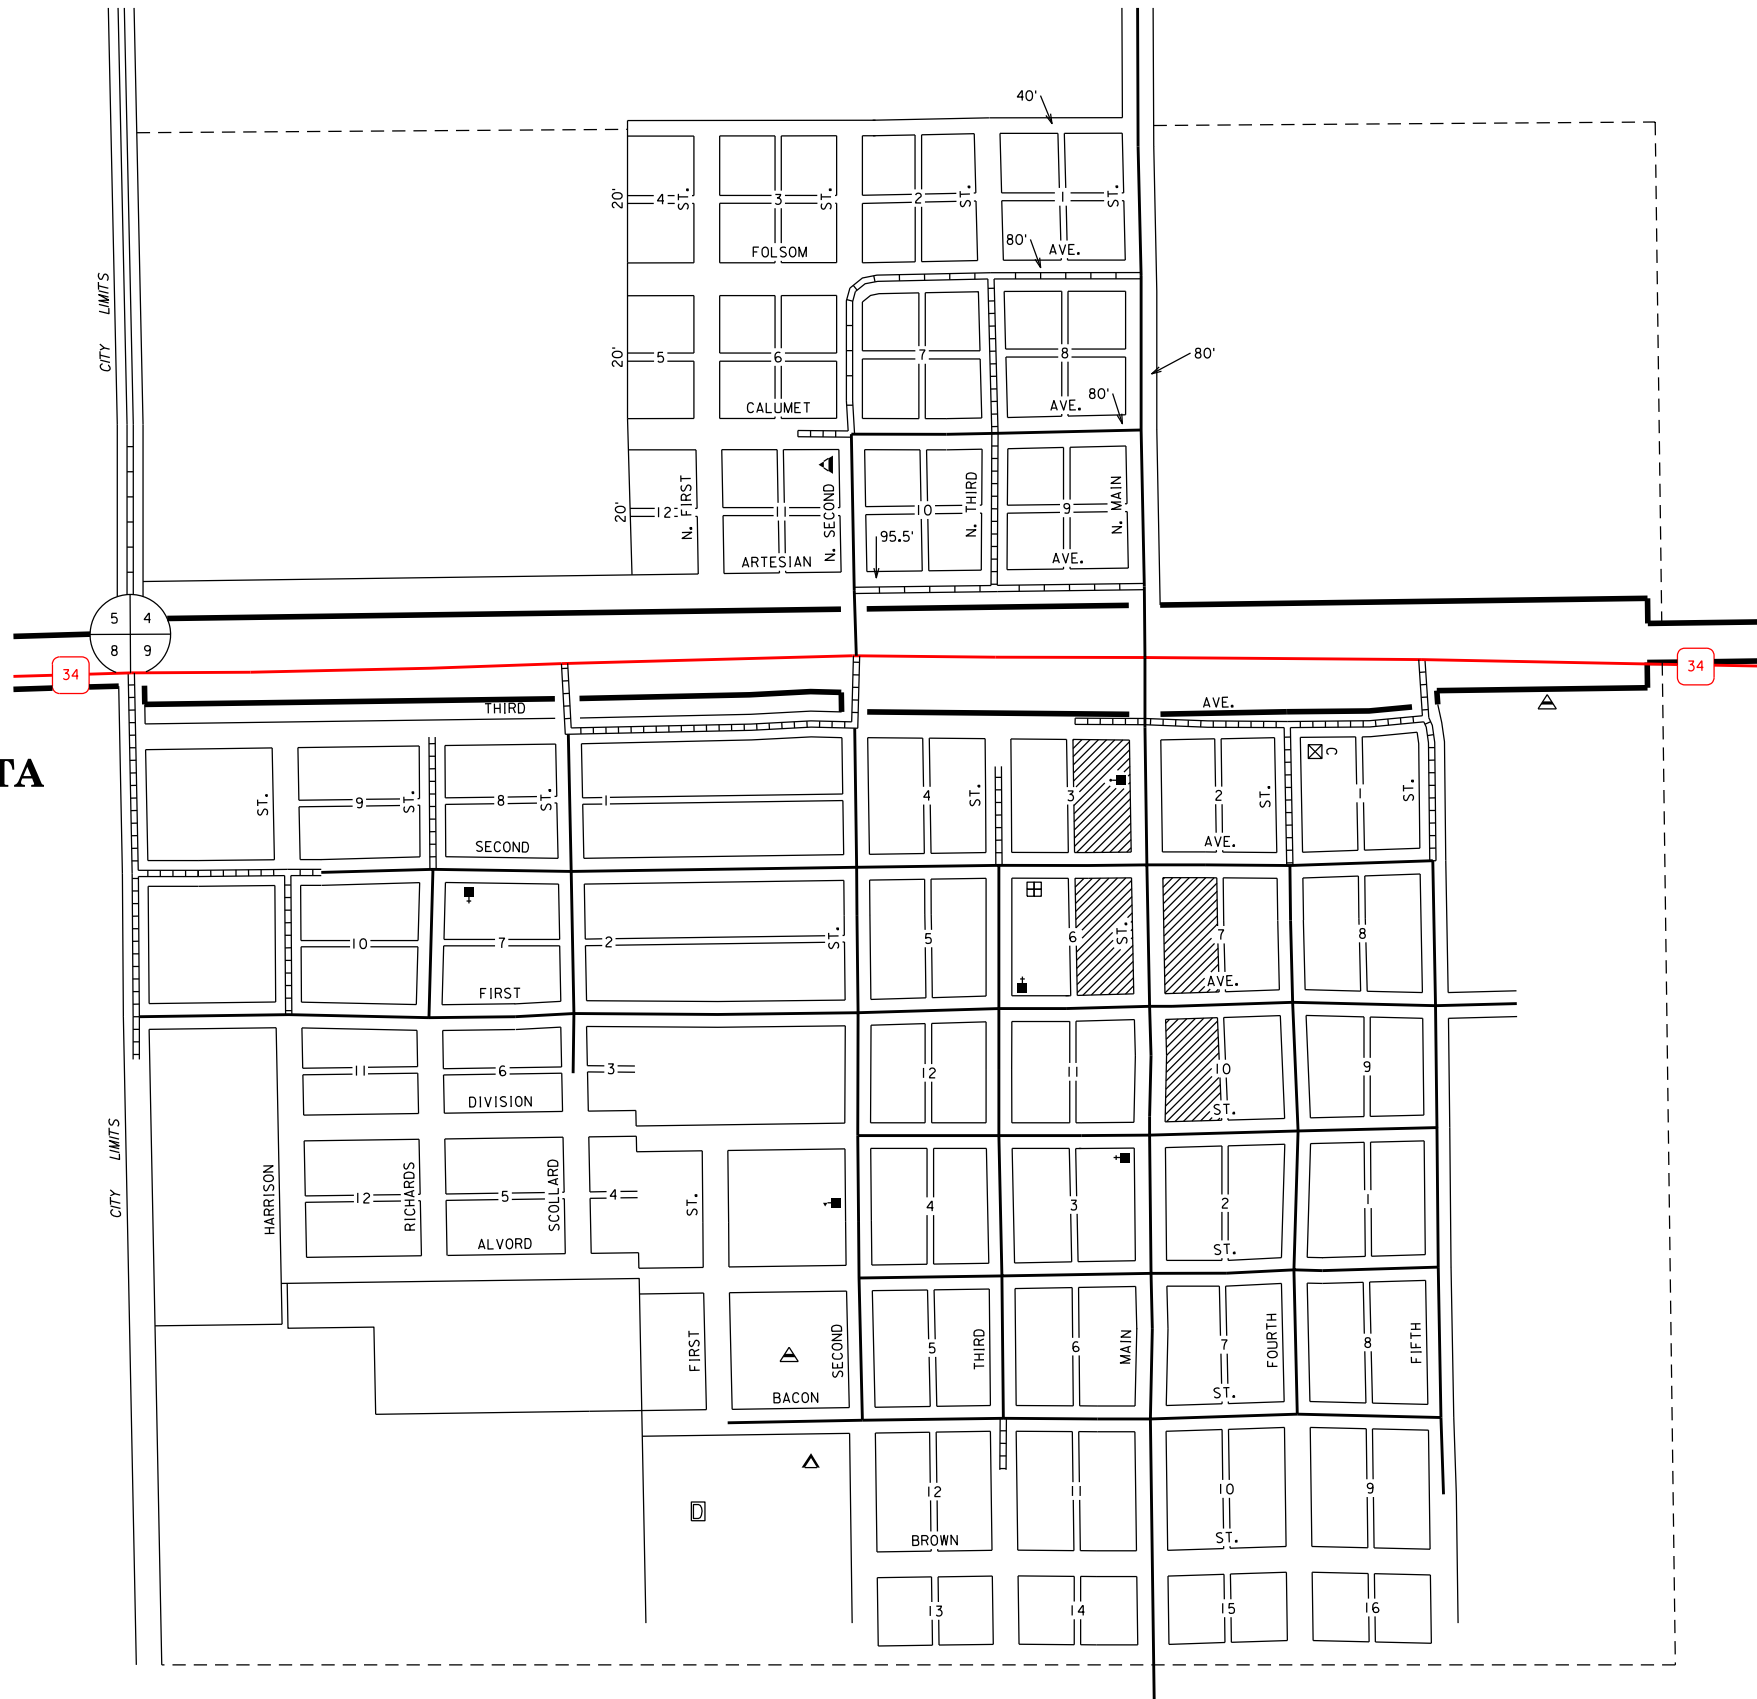 40'
20'
4
ST.
3
ST.
2
ST.
1
ST.
FOLSOM
80'
AVE.
CITY LIMITS
20'
5
6
7
8
80'
CALUMET
AVE.
80'
20'
12
N. FIRST
11
N. SECOND
10
N. THIRD
9
N. MAIN
95.5'
ARTESIAN
AVE.
5
4
8
9
34
34
THIRD
AVE.
TA
ST.
9
ST.
8
ST.
1
4
ST.
3
2
ST.
C
1
ST.
SECOND
AVE.
10
7
2
ST.
5
6
ST.
7
8
FIRST
AVE.
11
6
3
12
11
10
9
DIVISION
ST.
CITY LIMITS
HARRISON
12
RICHARDS
5
SCOLLARD
4
ST.
4
3
2
1
ALVORD
ST.
FIRST
SECOND
5
THIRD
6
MAIN
7
FOURTH
8
FIFTH
BACON
ST.
D
12
11
10
9
BROWN
ST.
13
14
15
16